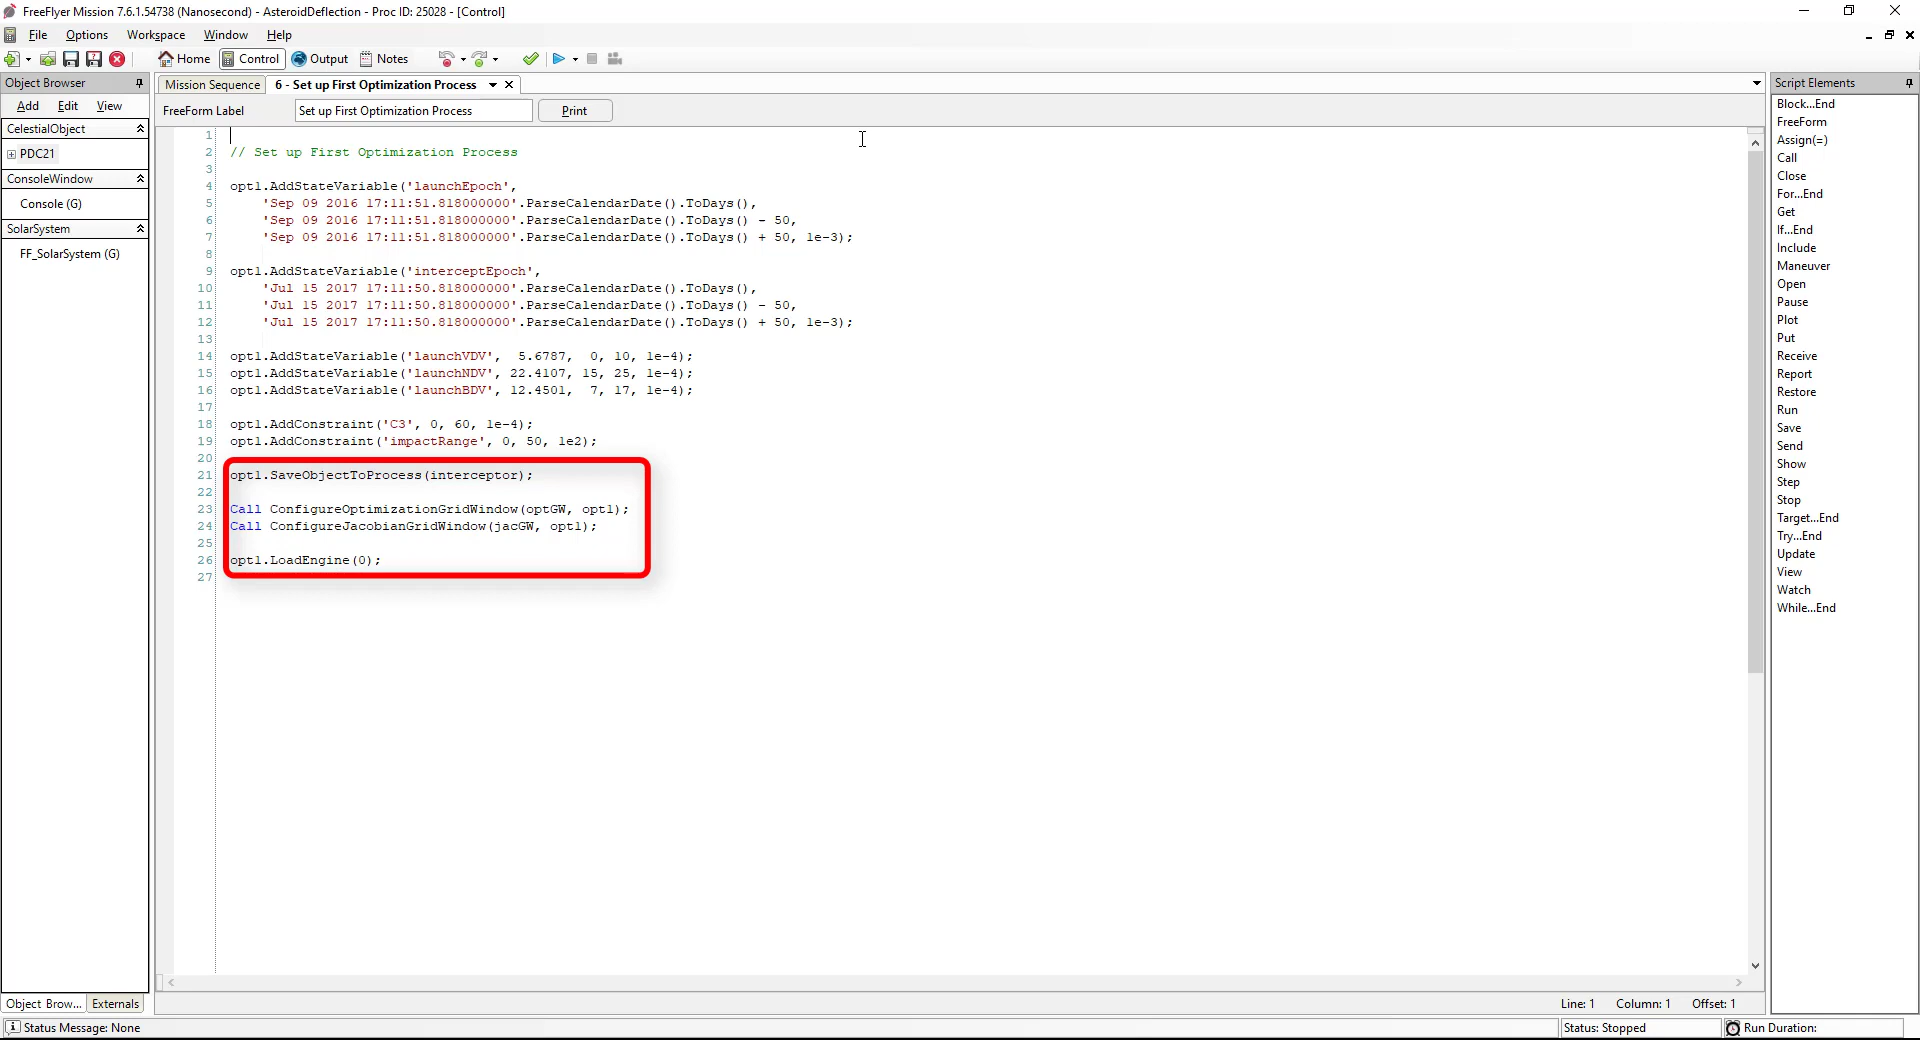 FreeFlyer Mission 7.6.1.54738 (Nanosecond) - AsteroidDeflection - Proc ID: 25028 - [Control]
File Options Workspace Window Help
Home Control Output Notes
Object Browser
Add Edit View
CelestialObject
PDC21
ConsoleWindow
Console (G)
SolarSystem
FF_SolarSystem (G)
Object Brow... Externals
Mission Sequence 6 - Set up First Optimization Process
FreeForm Label Set up First Optimization Process Print
1
2 // Set up First Optimization Process
3
4 opt1.AddStateVariable('launchEpoch',
5 'Sep 09 2016 17:11:51.818000000'.ParseCalendarDate().ToDays(),
6 'Sep 09 2016 17:11:51.818000000'.ParseCalendarDate().ToDays() - 50,
7 'Sep 09 2016 17:11:51.818000000'.ParseCalendarDate().ToDays() + 50, 1e-3);
8
9 opt1.AddStateVariable('interceptEpoch',
10 'Jul 15 2017 17:11:50.818000000'.ParseCalendarDate().ToDays(),
11 'Jul 15 2017 17:11:50.818000000'.ParseCalendarDate().ToDays() - 50,
12 'Jul 15 2017 17:11:50.818000000'.ParseCalendarDate().ToDays() + 50, 1e-3);
13
14 opt1.AddStateVariable('launchVDV', 5.6787, 0, 10, 1e-4);
15 opt1.AddStateVariable('launchNDV', 22.4107, 15, 25, 1e-4);
16 opt1.AddStateVariable('launchBDV', 12.4501, 7, 17, 1e-4);
17
18 opt1.AddConstraint('C3', 0, 60, 1e-4);
19 opt1.AddConstraint('impactRange', 0, 50, 1e2);
20
21 opt1.SaveObjectToProcess(interceptor);
22
23 Call ConfigureOptimizationGridWindow(optGW, opt1);
24 Call ConfigureJacobianGridWindow(jacGW, opt1);
25
26 opt1.LoadEngine(0);
27
Line: 1 Column: 1 Offset: 1
Script Elements
Block...End
FreeForm
Assign(=)
Call
Close
For...End
Get
If...End
Include
Maneuver
Open
Pause
Plot
Put
Receive
Report
Restore
Run
Save
Send
Show
Step
Stop
Target...End
Try...End
Update
View
Watch
While...End
Status Message: None Status: Stopped Run Duration: